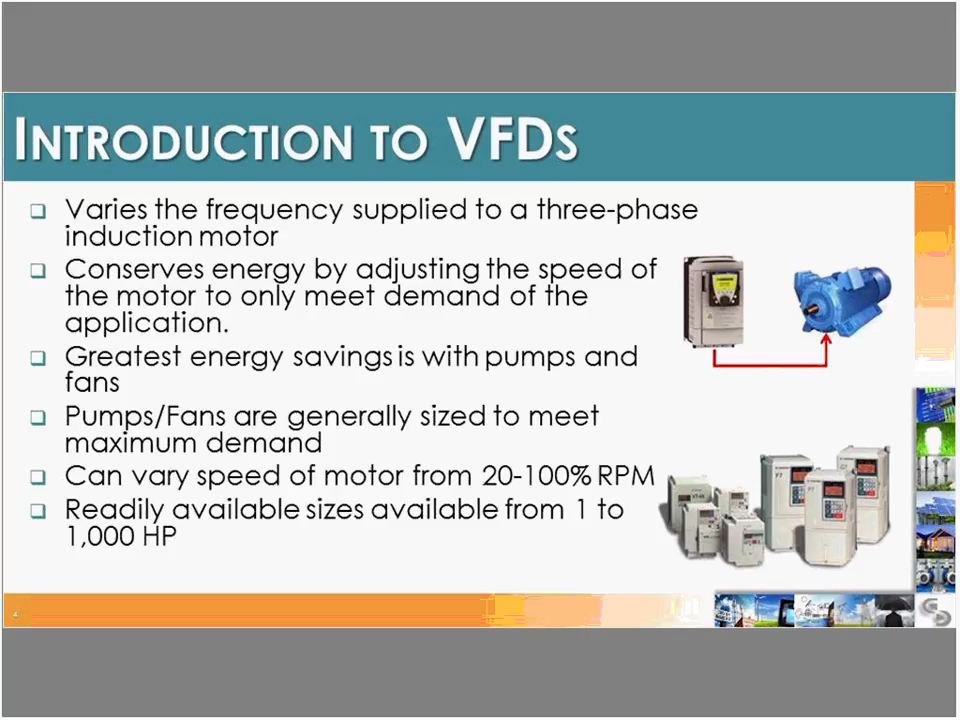 INTRODUCTION TO VFDS
Varies the frequency supplied to a three-phase
induction motor
Conserves energy by adjusting the speed of
the motor to only meet demand of the
application.
Greatest energy savings is with pumps and
fans
Pumps/Fans are generally sized to meet
maximum demand
Can vary speed of motor from 20-100% RPM
Readily available sizes available from 1 to
1,000 HP
4